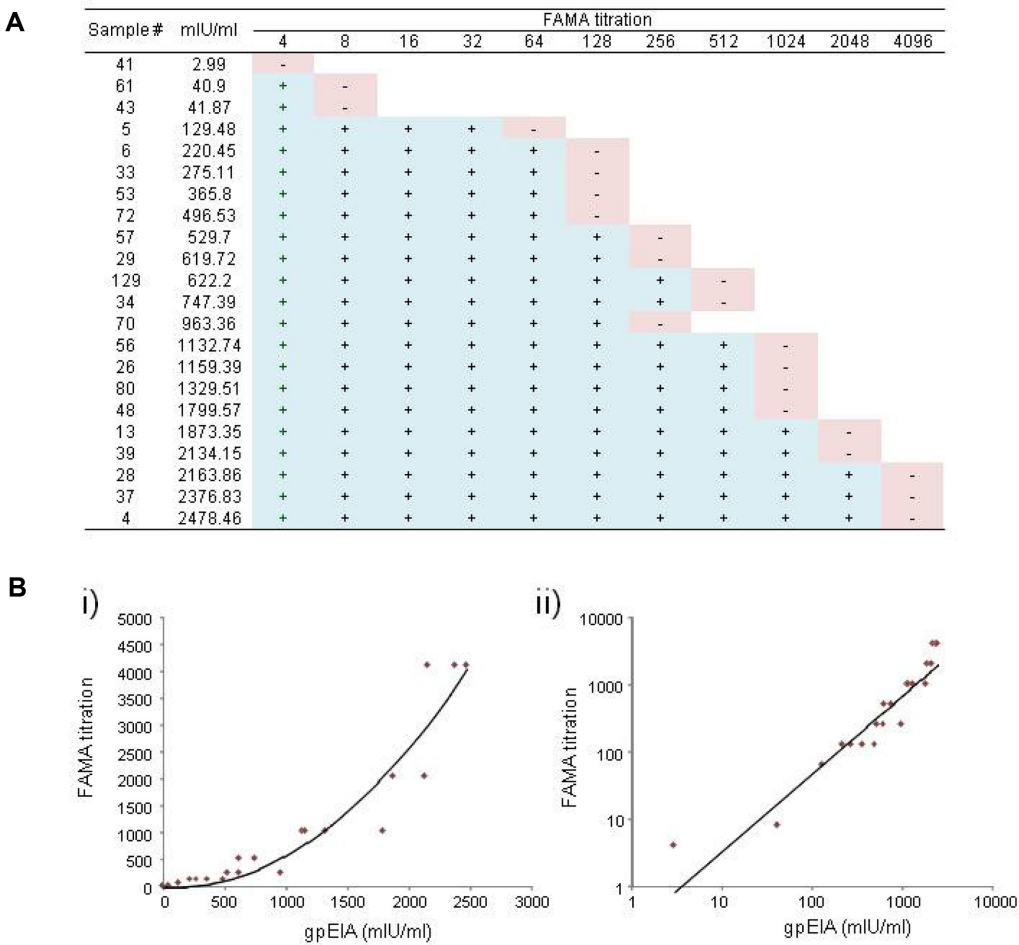 A
FAMA titration
Sample # mIU/ml 4 8 16 32 64 128 256 512 1024 2048 4096
41 2.99 -
61 40.9 + -
43 41.87 + -
5 129.48 + + + + -
6 220.45 + + + + + -
33 275.11 + + + + + -
53 365.8 + + + + + -
72 496.53 + + + + + -
57 529.7 + + + + + + -
29 619.72 + + + + + + -
129 622.2 + + + + + + + -
34 747.39 + + + + + + + -
70 963.36 + + + + + + -
56 1132.74 + + + + + + + + -
26 1159.39 + + + + + + + + -
80 1329.51 + + + + + + + + -
48 1799.57 + + + + + + + + -
13 1873.35 + + + + + + + + + -
39 2134.15 + + + + + + + + + -
28 2163.86 + + + + + + + + + + -
37 2376.83 + + + + + + + + + + -
4 2478.46 + + + + + + + + + + -
B
i)
FAMA titration
5000
4500
4000
3500
3000
2500
2000
1500
1000
500
0
0 500 1000 1500 2000 2500 3000
gpEIA (mIU/ml)
ii)
FAMA titration
10000
1000
100
10
1
1 10 100 1000 10000
gpEIA (mIU/ml)